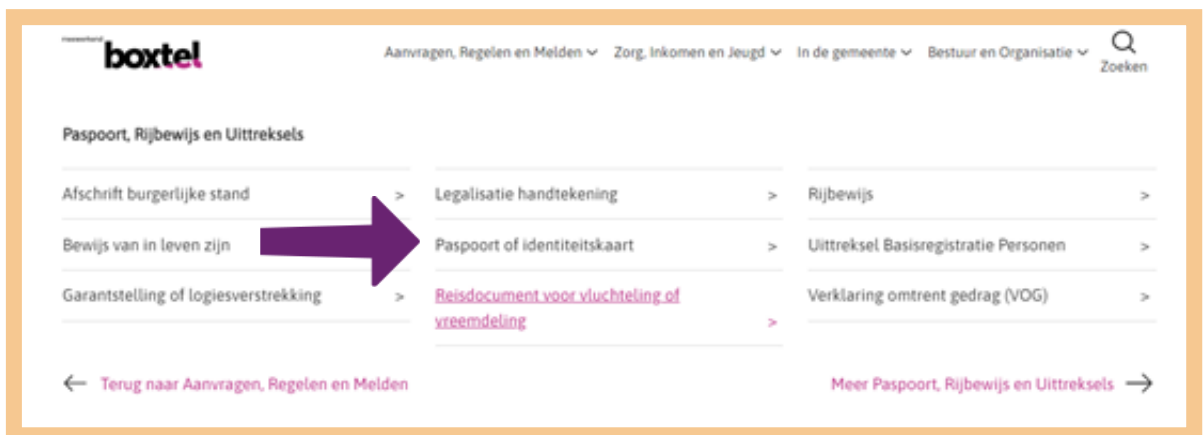 boxtel
Aanvragen, Regelen en Melden Zorg, Inkomen en Jeugd In de gemeente Bestuur en Organisatie
Zoeken
Paspoort, Rijbewijs en Uittreksels
Afschrift burgerlijke stand > Legalisatie handtekening > Rijbewijs >
Bewijs van in leven zijn Paspoort of identiteitskaart > Uittreksel Basisregistratie Personen >
Garantstelling of logiesverstrekking > Reisdocument voor vluchteling of Verklaring omtrent gedrag (VOG) >
vreemdeling >
← Terug naar Aanvragen, Regelen en Melden Meer Paspoort, Rijbewijs en Uittreksels →